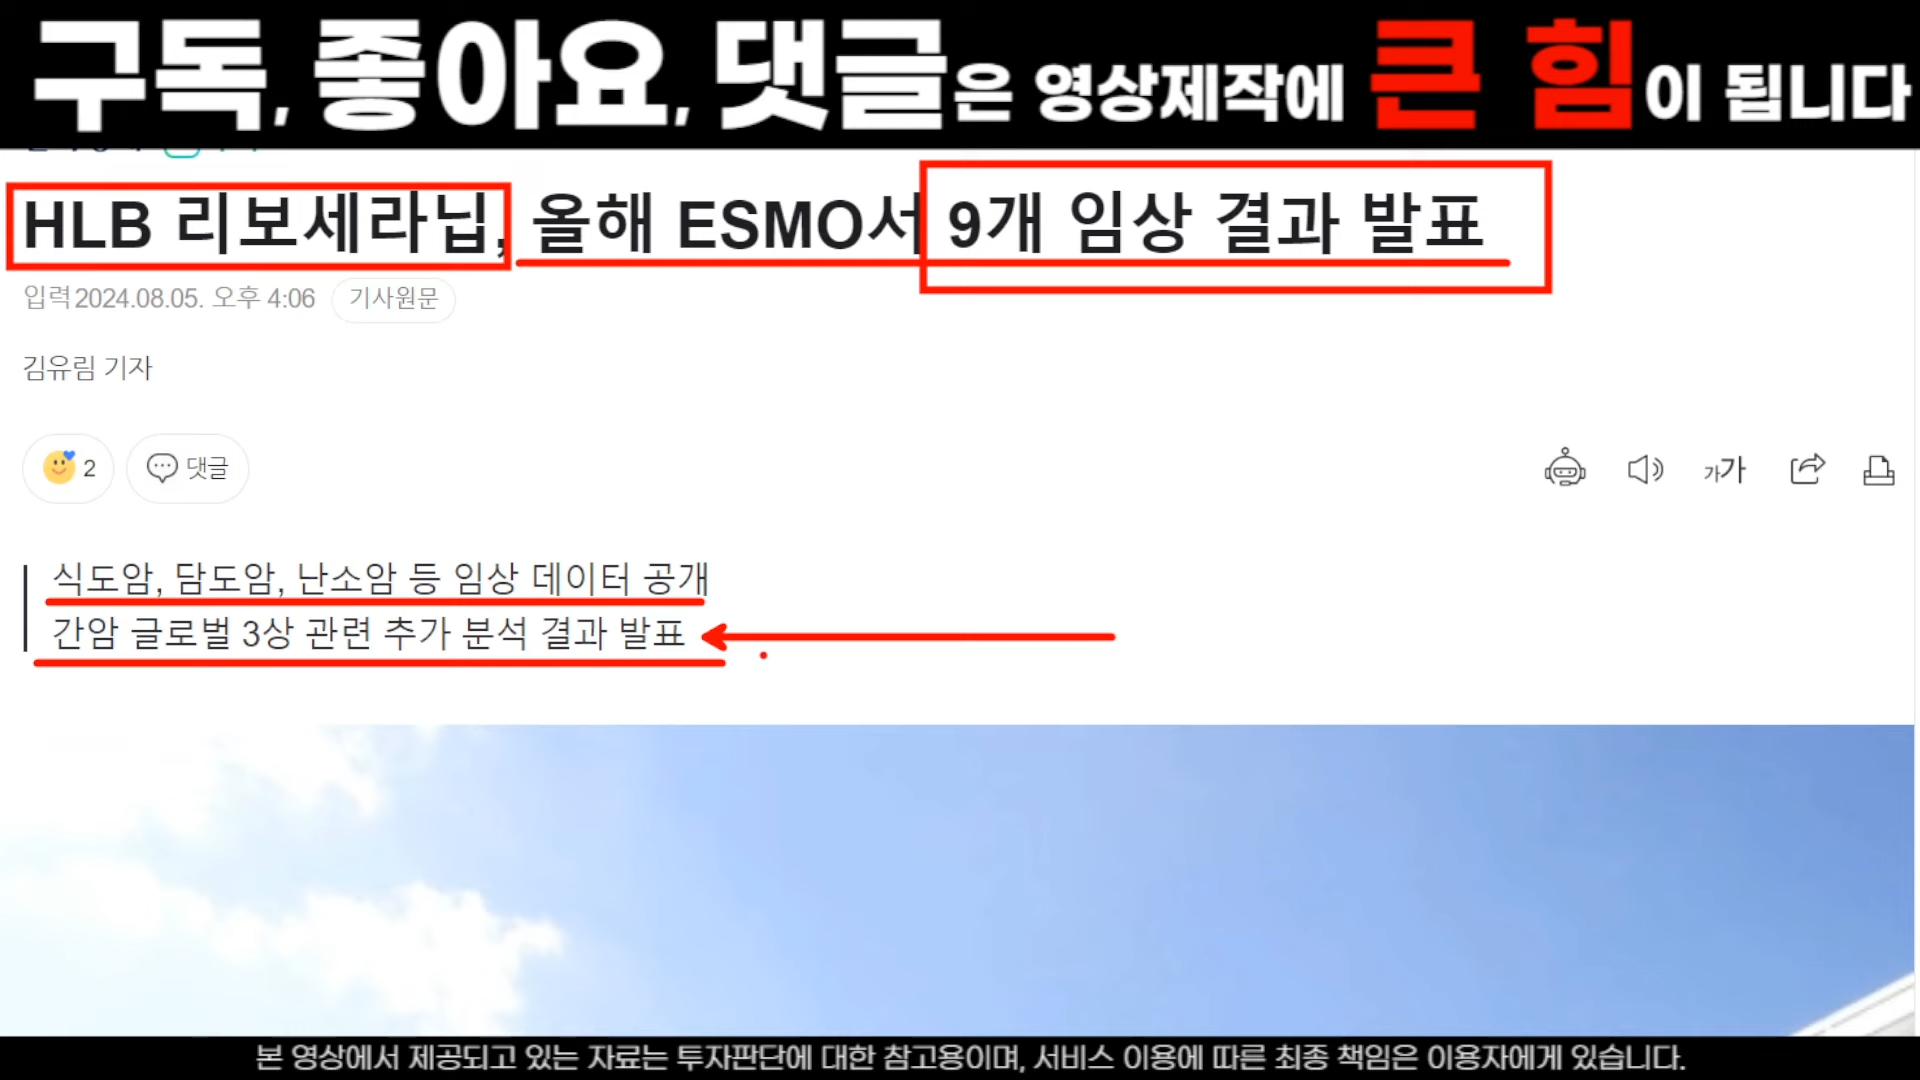 구독, 좋아요, 댓글은 영상제작에 큰 힘이 됩니다
HLB 리보세라닙, 올해 ESMO서 9개 임상 결과 발표
입력 2024.08.05. 오후 4:06 기사원문
김유림 기자
2 댓글
가가
식도암, 담도암, 난소암 등 임상 데이터 공개
간암 글로벌 3상 관련 추가 분석 결과 발표
본 영상에서 제공되고 있는 자료는 투자판단에 대한 참고용이며, 서비스 이용에 따른 최종 책임은 이용자에게 있습니다.